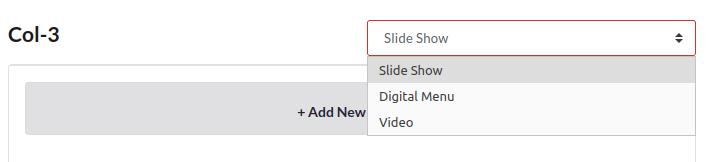 Col-3
Slide Show
Slide Show
Digital Menu
Video
+ Add New